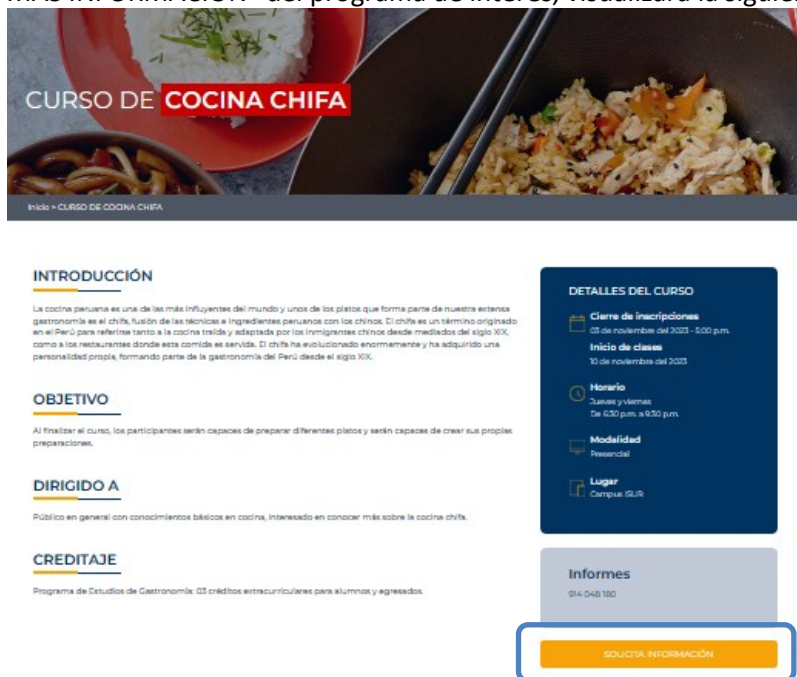 CURSO DE COCINA CHIFA
Inicio > CURSO DE COCINA CHIFA
INTRODUCCIÓN
La cocina peruana es una de las más influyentes del mundo y unos de los platos que forma parte de nuestra extensa
gastronomía es el chifa, fusión de las técnicas e ingredientes peruanos con los chinos. El chifa es un término originado
en el Perú para referirse tanto a la cocina traída y adaptada por los inmigrantes chinos desde mediados del siglo XIX,
como a los restaurantes donde esta comida es servida. El chifa ha evolucionado enormemente y ha adquirido una
personalidad propia, formando parte de la gastronomía del Perú desde el siglo XIX.
OBJETIVO
Al finalizar el curso, los participantes serán capaces de preparar diferentes platos y serán capaces de crear sus propias
preparaciones.
DIRIGIDO A
Público en general con conocimientos básicos en cocina, interesado en conocer más sobre la cocina chifa.
CREDITAJE
Programa de Estudios de Gastronomía: 03 créditos extracurriculares para alumnos y egresados.
DETALLES DEL CURSO
Cierre de inscripciones
03 de noviembre del 2023 - 5:00 p.m.
Inicio de clases
10 de noviembre del 2023
Horario
Jueves y viernes
De 6:30 p.m. a 9:30 p.m.
Modalidad
Presencial
Lugar
Campus ISUR
Informes
914 048 180
SOLICITA INFORMACIÓN